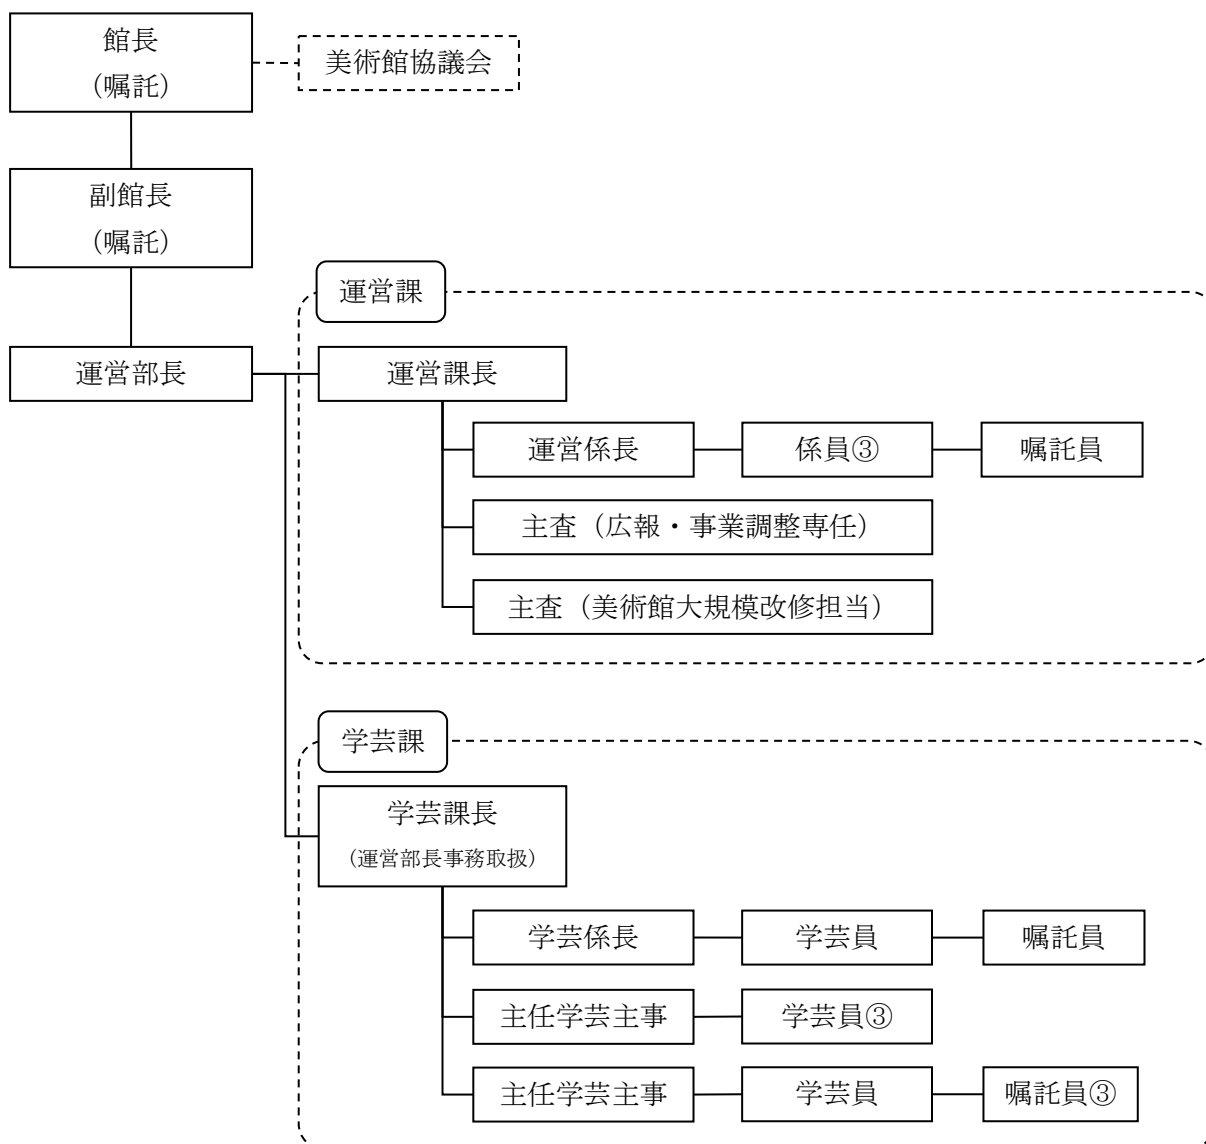 館長
（嘱託）
美術館協議会
副館長
（嘱託）
運営課
運営部長
運営課長
運営係長
係員③
嘱託員
主査（広報・事業調整専任）
主査（美術館大規模改修担当）
学芸課
学芸課長
（運営部長事務取扱）
学芸係長
学芸員
嘱託員
主任学芸主事
学芸員③
主任学芸主事
学芸員
嘱託員③